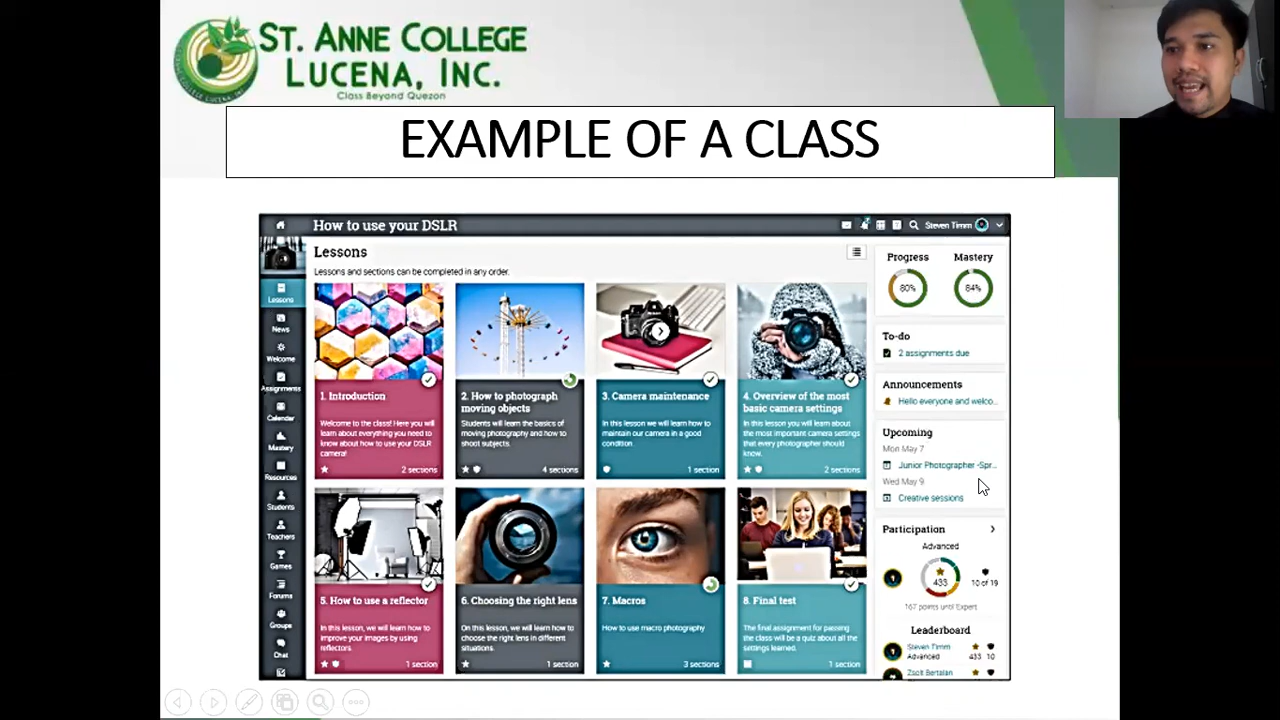 ST. ANNE COLLEGE
LUCENA, INC.
Class Beyond Quezon
EXAMPLE OF A CLASS
How to use your DSLR
Steven Timm
Lessons
Lessons and sections can be completed in any order.
Lessons
News
Welcome
Assignments
Calendar
Mastery
Resources
Students
Teachers
Games
Forums
Groups
Chat
1. Introduction
Welcome to the class! Here you will
learn about everything you need to
know about how to use your DSLR
camera!
2 sections
2. How to photograph
moving objects
Students will learn the basics of
moving photography and how to
shoot subjects.
4 sections
3. Camera maintenance
In this lesson we will learn how to
maintain our camera in a good
condition.
1 section
4. Overview of the most
basic camera settings
In this lesson you will learn about
the most important camera settings
that every photographer should
know.
2 sections
5. How to use a reflector
In this lesson, we will learn how to
improve your images by using
reflectors.
1 section
6. Choosing the right lens
On this lesson, we will learn how to
choose the right lens in different
situations.
1 section
7. Macros
How to use macro photography
3 sections
8. Final test
The final assignment for passing
the class will be a quiz about all the
settings learned.
1 section
Progress
Mastery
80%
84%
To-do
2 assignments due
Announcements
Hello everyone and welco...
Upcoming
Mon May 7
Junior Photographer -Spr...
Wed May 9
Creative sessions
Participation
Advanced
433
10 of 19
167 points until Expert
Leaderboard
Steven Timm
Advanced
433 10
Zsolt Bertalan